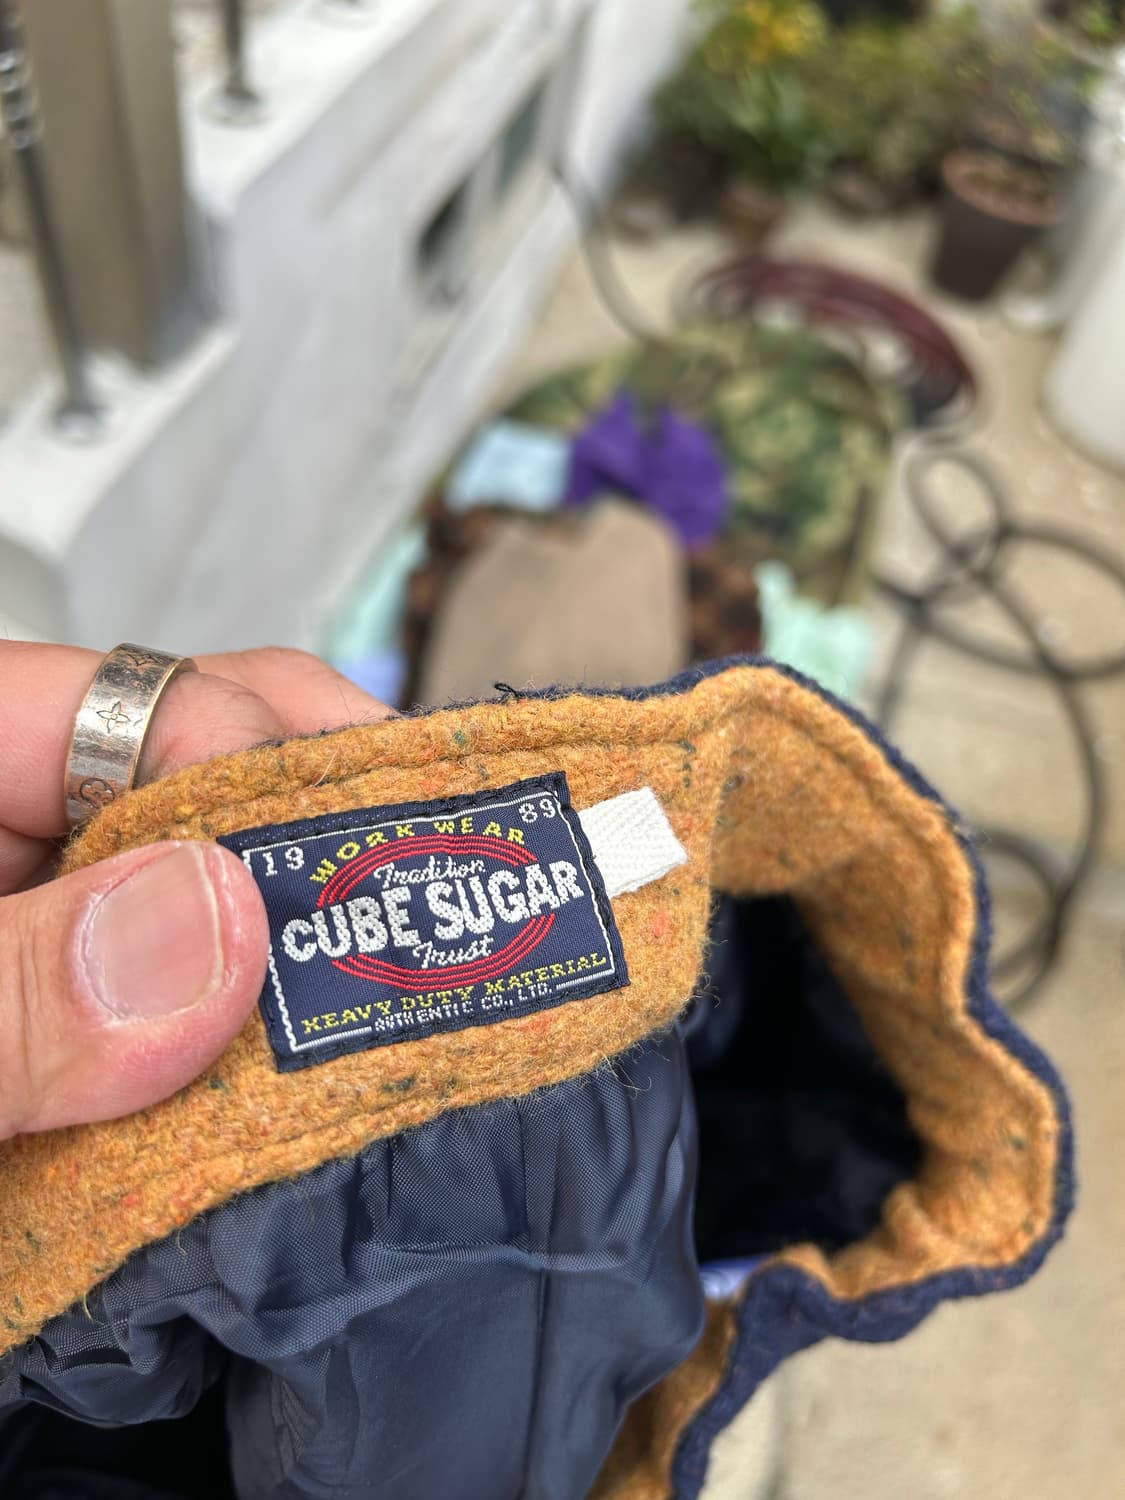 19 89
WORK WEAR
Tradition
CUBE SUGAR
Trust
HEAVY DUTY MATERIAL
AUTHENTIC CO., LTD.